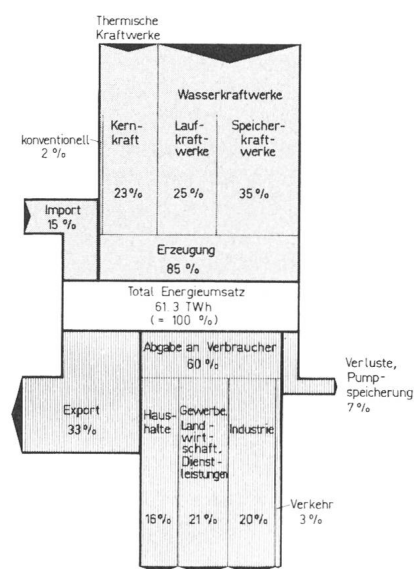 Thermische
Kraftwerke
Wasserkraftwerke
konventionell
2 %
Kern-
kraft
23 %
Lauf-
kraft-
werke
25 %
Speicher-
kraft-
werke
35 %
Import
15 %
Erzeugung
85 %
Total Energieumsatz
61.3 TWh
( = 100 % )
Abgabe an Verbraucher
60 %
Verluste,
Pump-
speicherung
7 %
Export
33 %
Haus-
halte
16 %
Gewerbe,
Land-
wirt-
schaft,
Dienst-
leistungen
21 %
Industrie
20 %
Verkehr
3 %